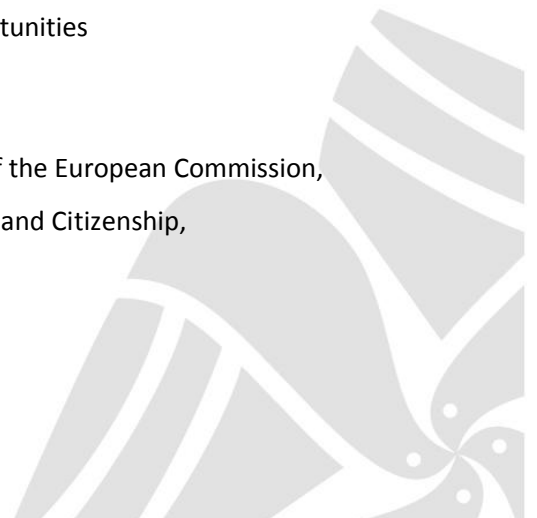 tunities
f the European Commission,
and Citizenship,